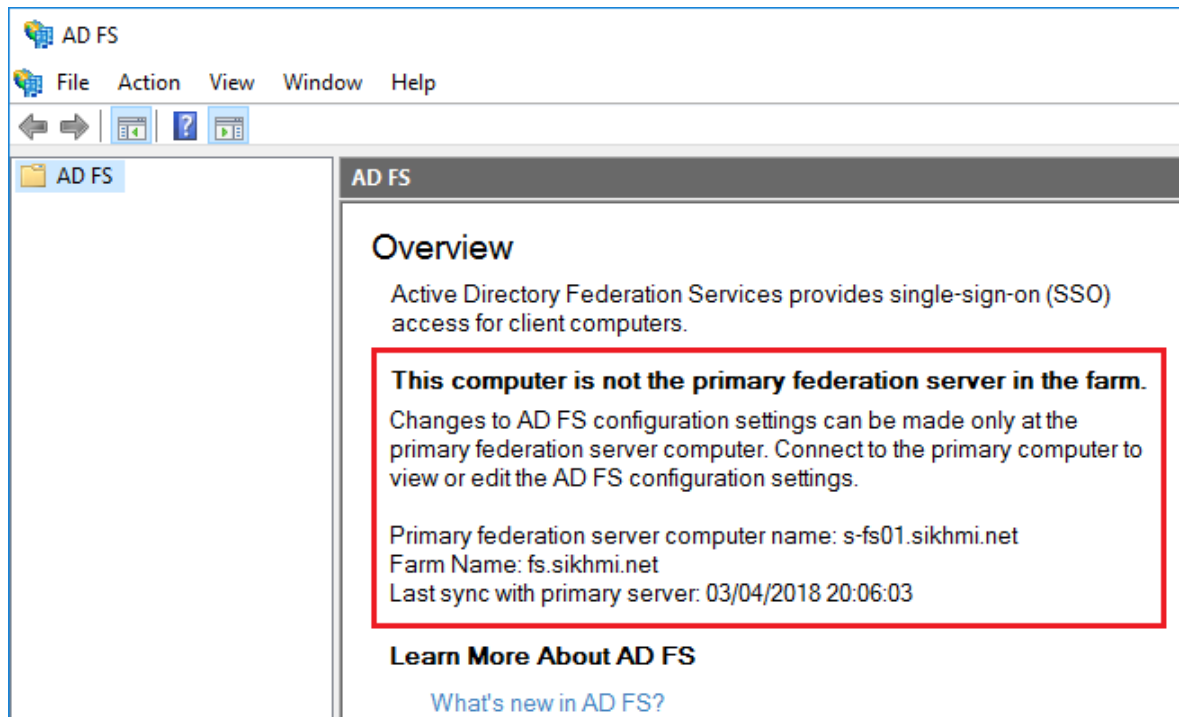 AD FS
File Action View Window Help
AD FS
AD FS
Overview
Active Directory Federation Services provides single-sign-on (SSO)
access for client computers.
This computer is not the primary federation server in the farm.
Changes to AD FS configuration settings can be made only at the
primary federation server computer. Connect to the primary computer to
view or edit the AD FS configuration settings.
Primary federation server computer name: s-fs01.sikhmi.net
Farm Name: fs.sikhmi.net
Last sync with primary server: 03/04/2018 20:06:03
Learn More About AD FS
What's new in AD FS?